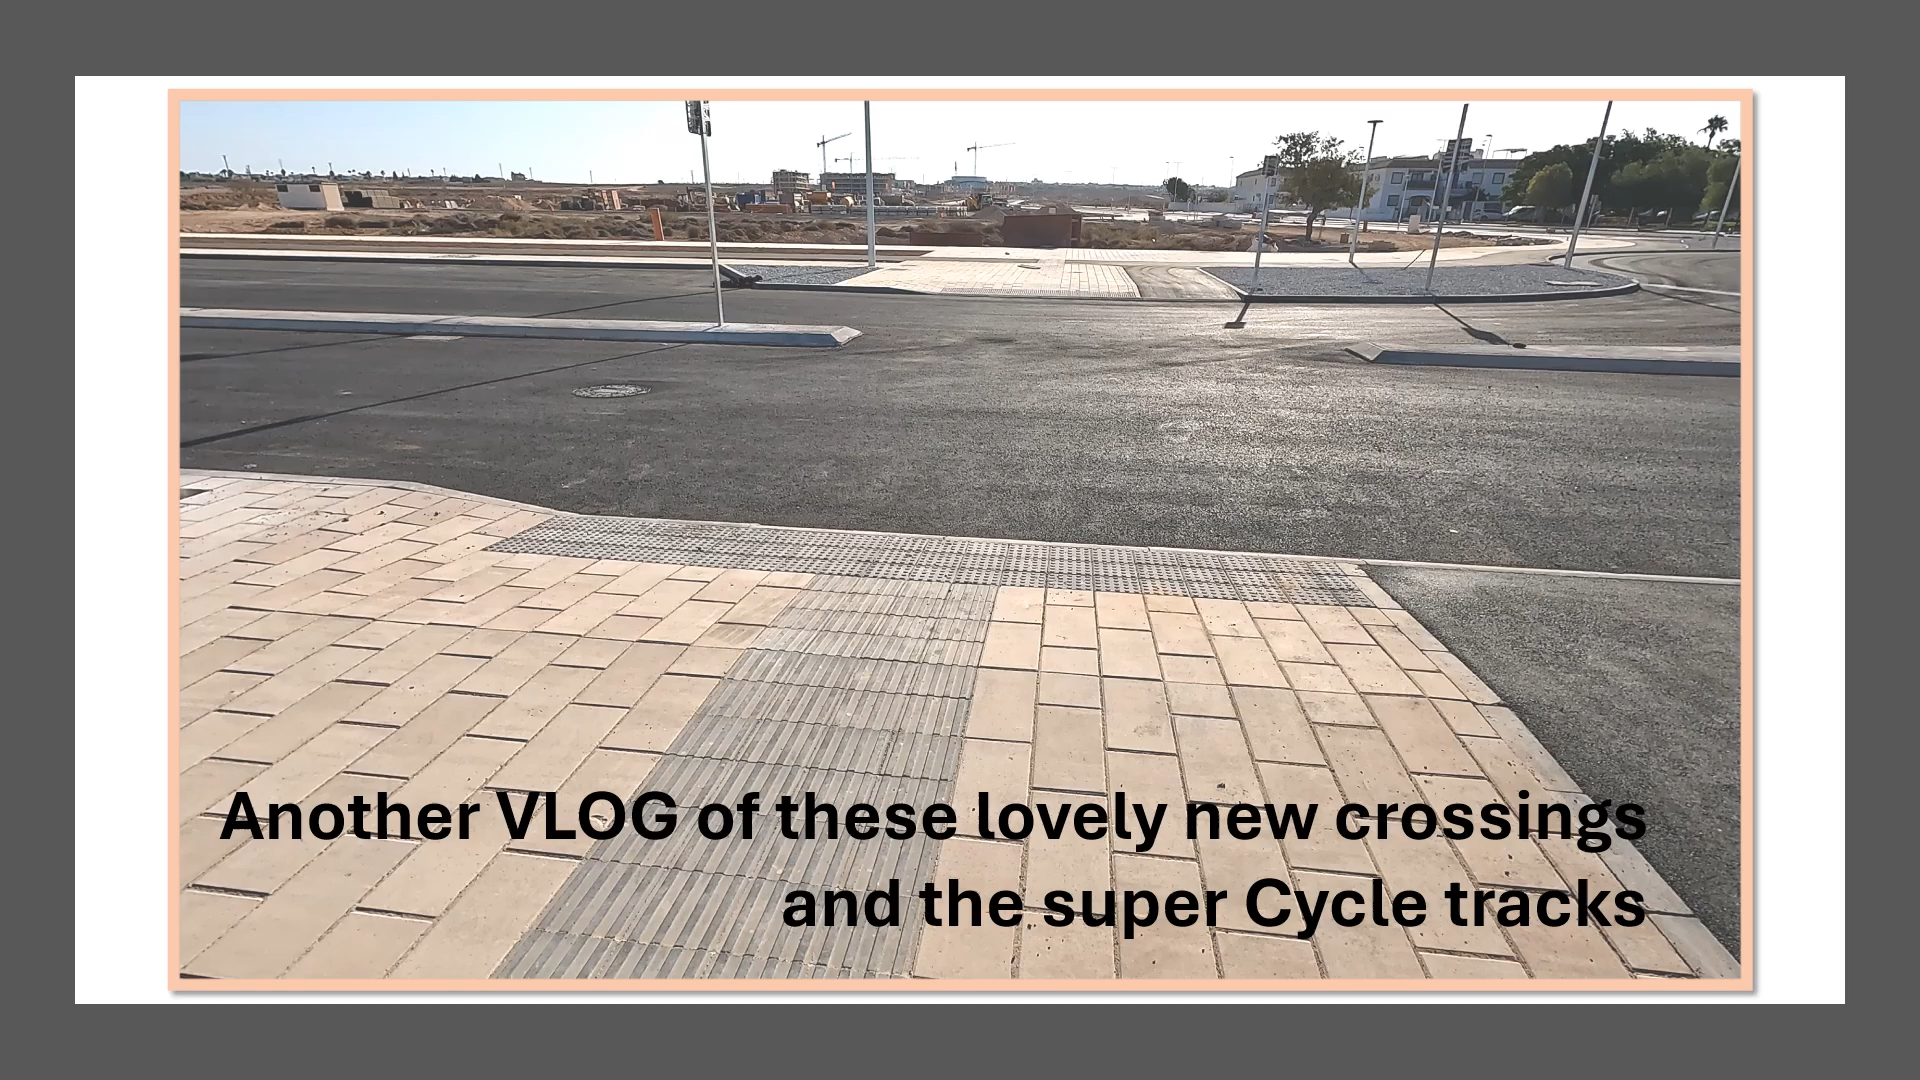 Another VLOG of these lovely new crossings
and the super Cycle tracks